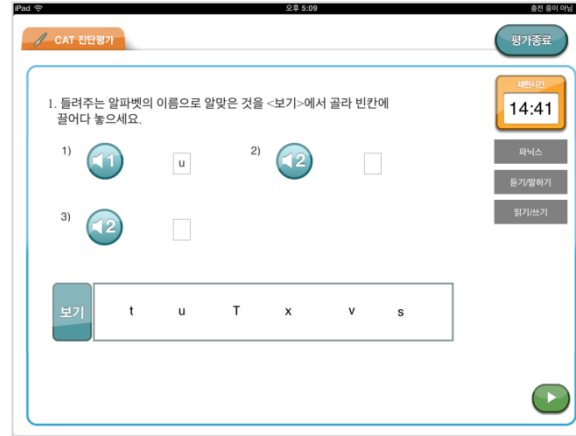 iPad 오후 5:09 충전 중이 아님
CAT 진단평가
평가종료
제한시간
14:41
1. 들려주는 알파벳의 이름으로 알맞은 것을 <보기>에서 골라 빈칸에
끌어다 놓으세요.
1) 1 u 2) 2
파닉스
듣기/말하기
읽기/쓰기
3) 2
보기 t u T x v s